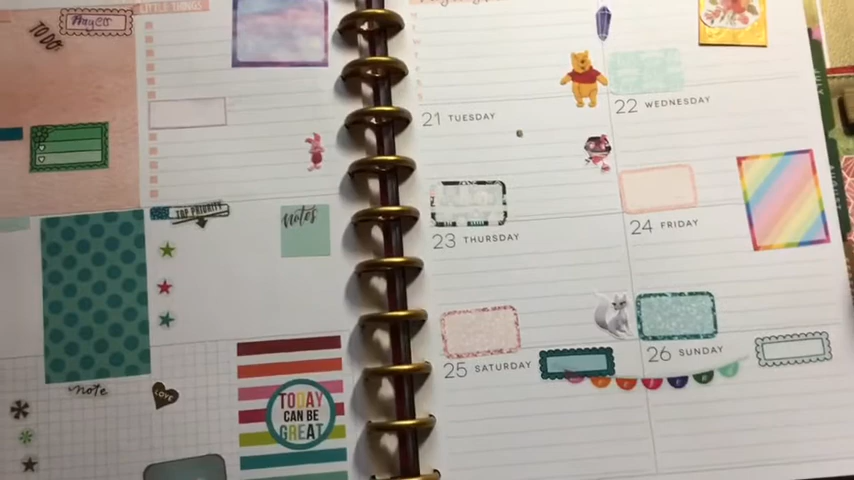 LITTLE THINGS
Prayer
TO DO:
TOP PRIORITY
notes
note
LOVE
TODAY
CAN BE
GREAT
21 TUESDAY
22 WEDNESDAY
23 THURSDAY
24 FRIDAY
25 SATURDAY
26 SUNDAY
JULY